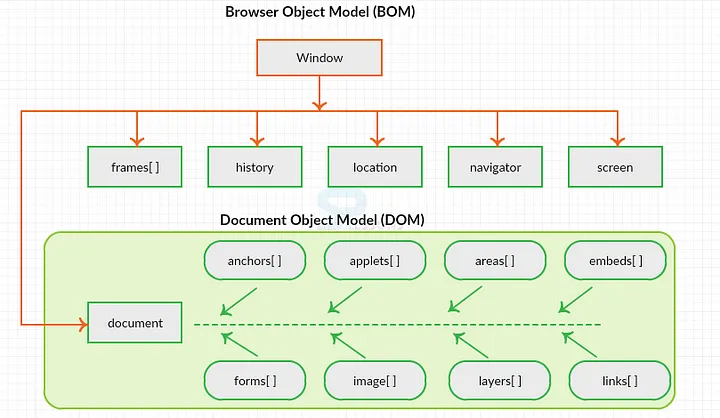 Browser Object Model (BOM)
Window
frames[ ]
history
location
navigator
screen
Document Object Model (DOM)
anchors[ ]
applets[ ]
areas[ ]
embeds[ ]
document
forms[ ]
image[ ]
layers[ ]
links[ ]